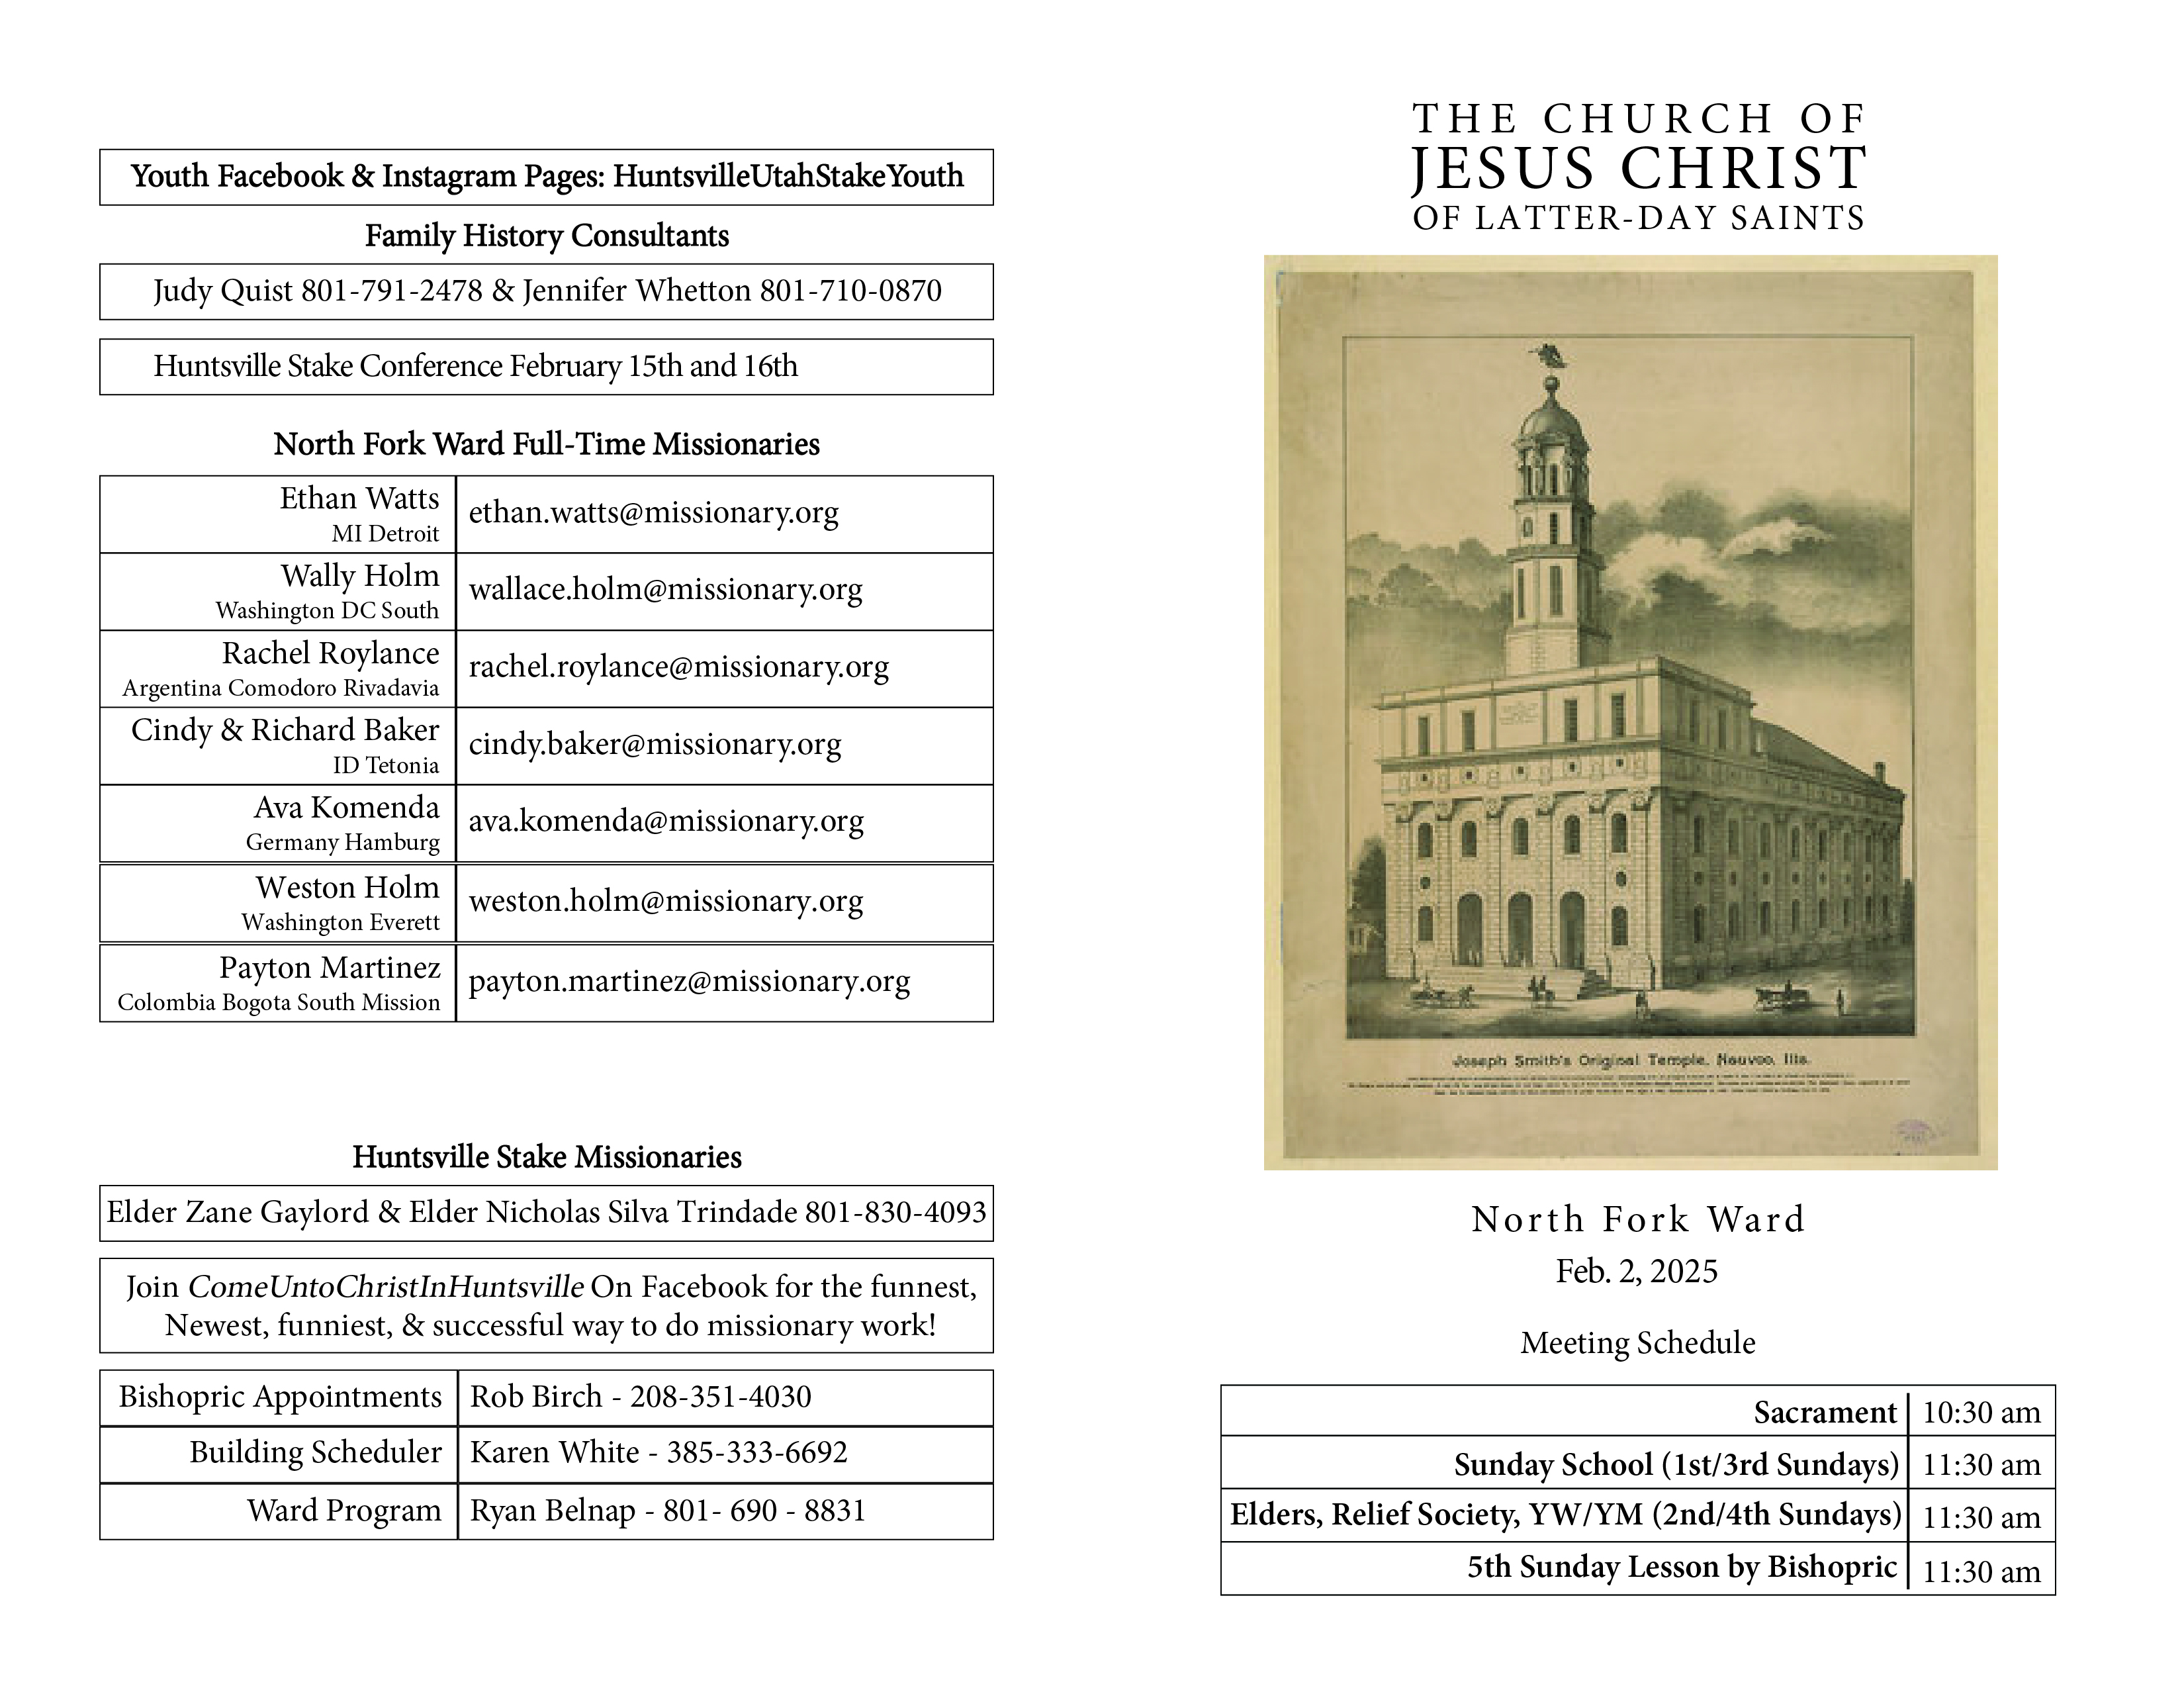 Youth Facebook & Instagram Pages: HuntsvilleUtahStakeYouth
Family History Consultants
Judy Quist 801-791-2478 & Jennifer Whetton 801-710-0870
Huntsville Stake Conference February 15th and 16th
North Fork Ward Full-Time Missionaries
Ethan Watts
MI Detroit
ethan.watts@missionary.org
Wally Holm
Washington DC South
wallace.holm@missionary.org
Rachel Roylance
Argentina Comodoro Rivadavia
rachel.roylance@missionary.org
Cindy & Richard Baker
ID Tetonia
cindy.baker@missionary.org
Ava Komenda
Germany Hamburg
ava.komenda@missionary.org
Weston Holm
Washington Everett
weston.holm@missionary.org
Payton Martinez
Colombia Bogota South Mission
payton.martinez@missionary.org
Huntsville Stake Missionaries
Elder Zane Gaylord & Elder Nicholas Silva Trindade 801-830-4093
Join ComeUntoChristInHuntsville On Facebook for the funnest,
Newest, funniest, & successful way to do missionary work!
Bishopric Appointments Rob Birch - 208-351-4030
Building Scheduler Karen White - 385-333-6692
Ward Program Ryan Belnap - 801- 690 - 8831
THE CHURCH OF
JESUS CHRIST
OF LATTER-DAY SAINTS
Joseph Smith's Original Temple, Nauvoo, Ills.
North Fork Ward
Feb. 2, 2025
Meeting Schedule
Sacrament 10:30 am
Sunday School (1st/3rd Sundays) 11:30 am
Elders, Relief Society, YW/YM (2nd/4th Sundays) 11:30 am
5th Sunday Lesson by Bishopric 11:30 am